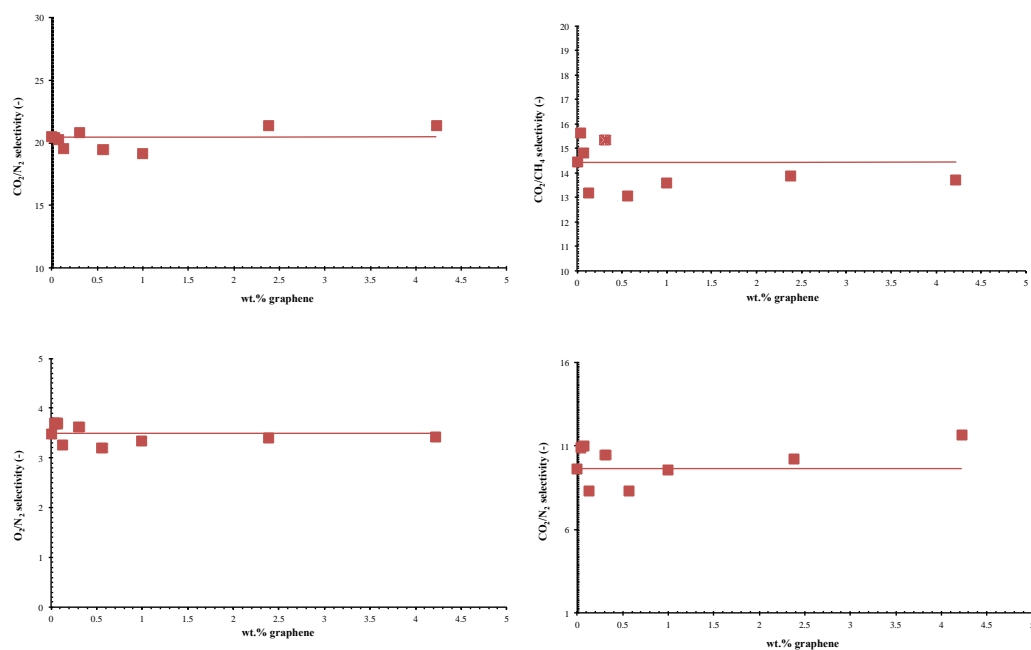 30
25
20
15
10
CO₂/N₂ selectivity (-)
0 0.5 1 1.5 2 2.5 3 3.5 4 4.5 5
wt.% graphene
20
19
18
17
16
15
14
13
12
11
10
CO₂/CH₄ selectivity (-)
0 0.5 1 1.5 2 2.5 3 3.5 4 4.5 5
wt.% graphene
5
4
3
2
1
0
O₂/N₂ selectivity (-)
0 0.5 1 1.5 2 2.5 3 3.5 4 4.5 5
wt.% graphene
16
11
6
1
CO₂/N₂ selectivity (-)
0 0.5 1 1.5 2 2.5 3 3.5 4 4.5
wt.% graphene